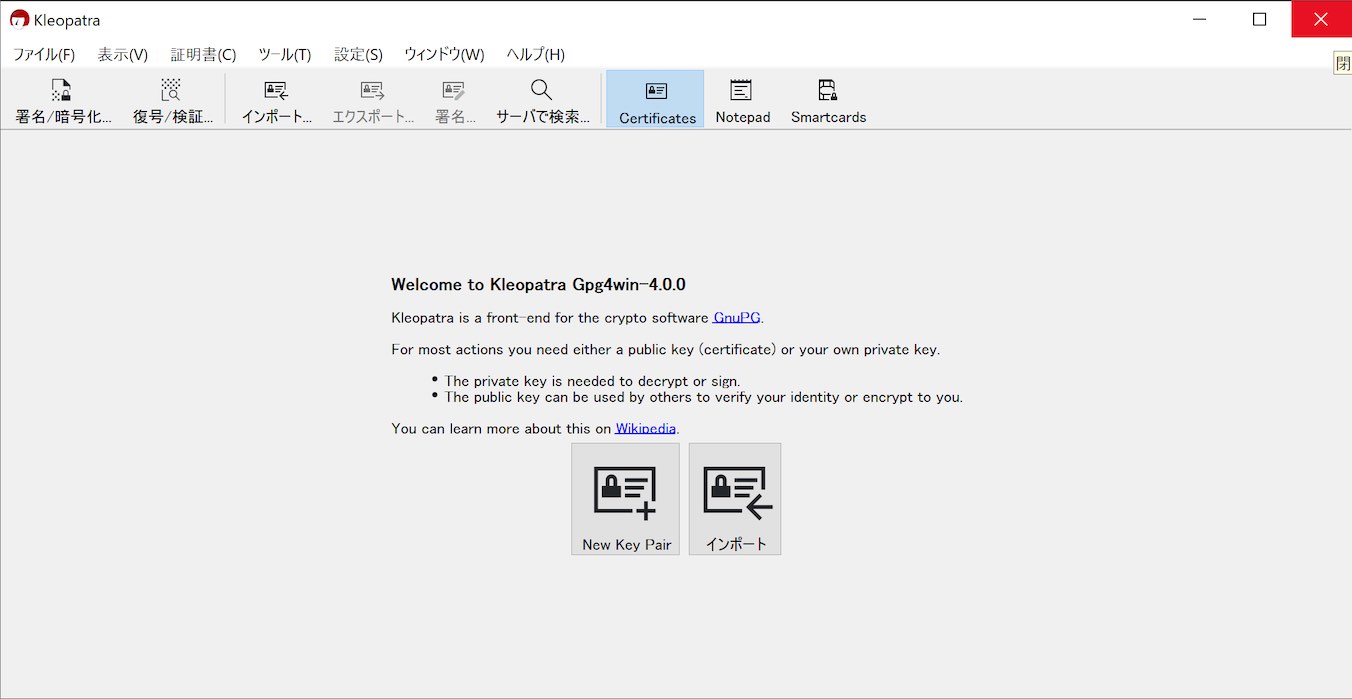 Kleopatra
ファイル(F) 表示(V) 証明書(C) ツール(T) 設定(S) ウィンドウ(W) ヘルプ(H)
閉
署名/暗号化... 復号/検証... インポート... エクスポート... 署名... サーバで検索... Certificates Notepad Smartcards
Welcome to Kleopatra Gpg4win-4.0.0
Kleopatra is a front-end for the crypto software GnuPG.
For most actions you need either a public key (certificate) or your own private key.
• The private key is needed to decrypt or sign.
• The public key can be used by others to verify your identity or encrypt to you.
You can learn more about this on Wikipedia.
New Key Pair インポート